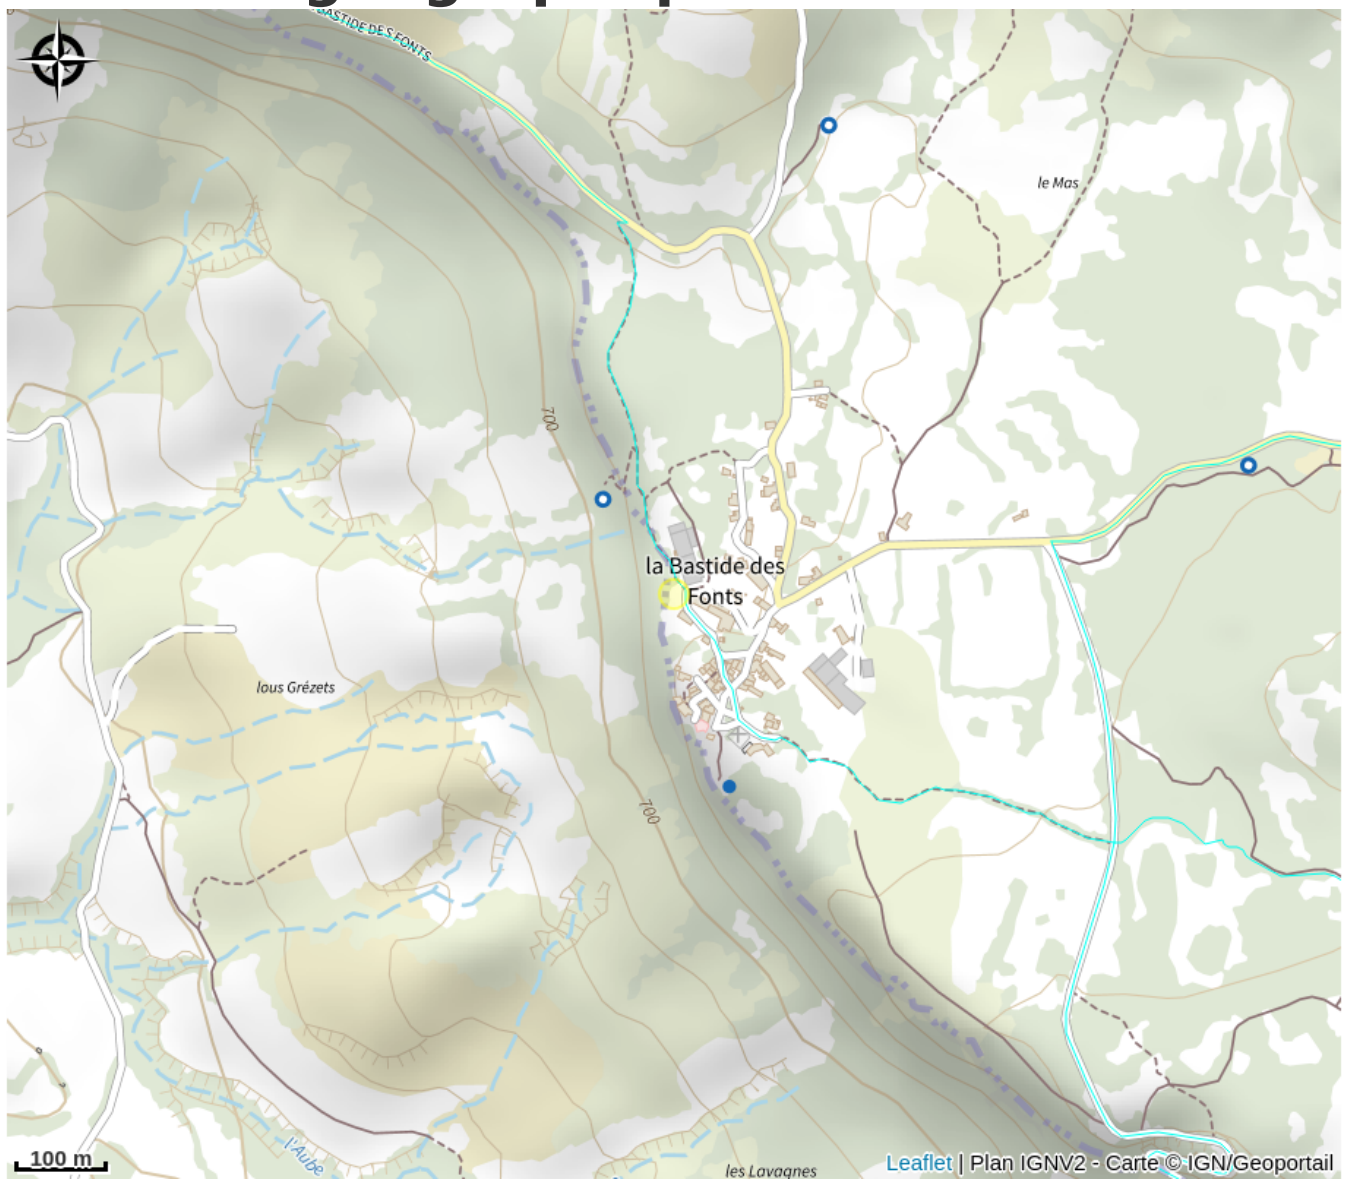 BASTIDE DES FONTS
le Mas
700
la Bastide des
Fonts
lous Grézets
700
l'Aube
les Lavagnes
100 m
Leaflet | Plan IGNV2 - Carte © IGN/Geoportail